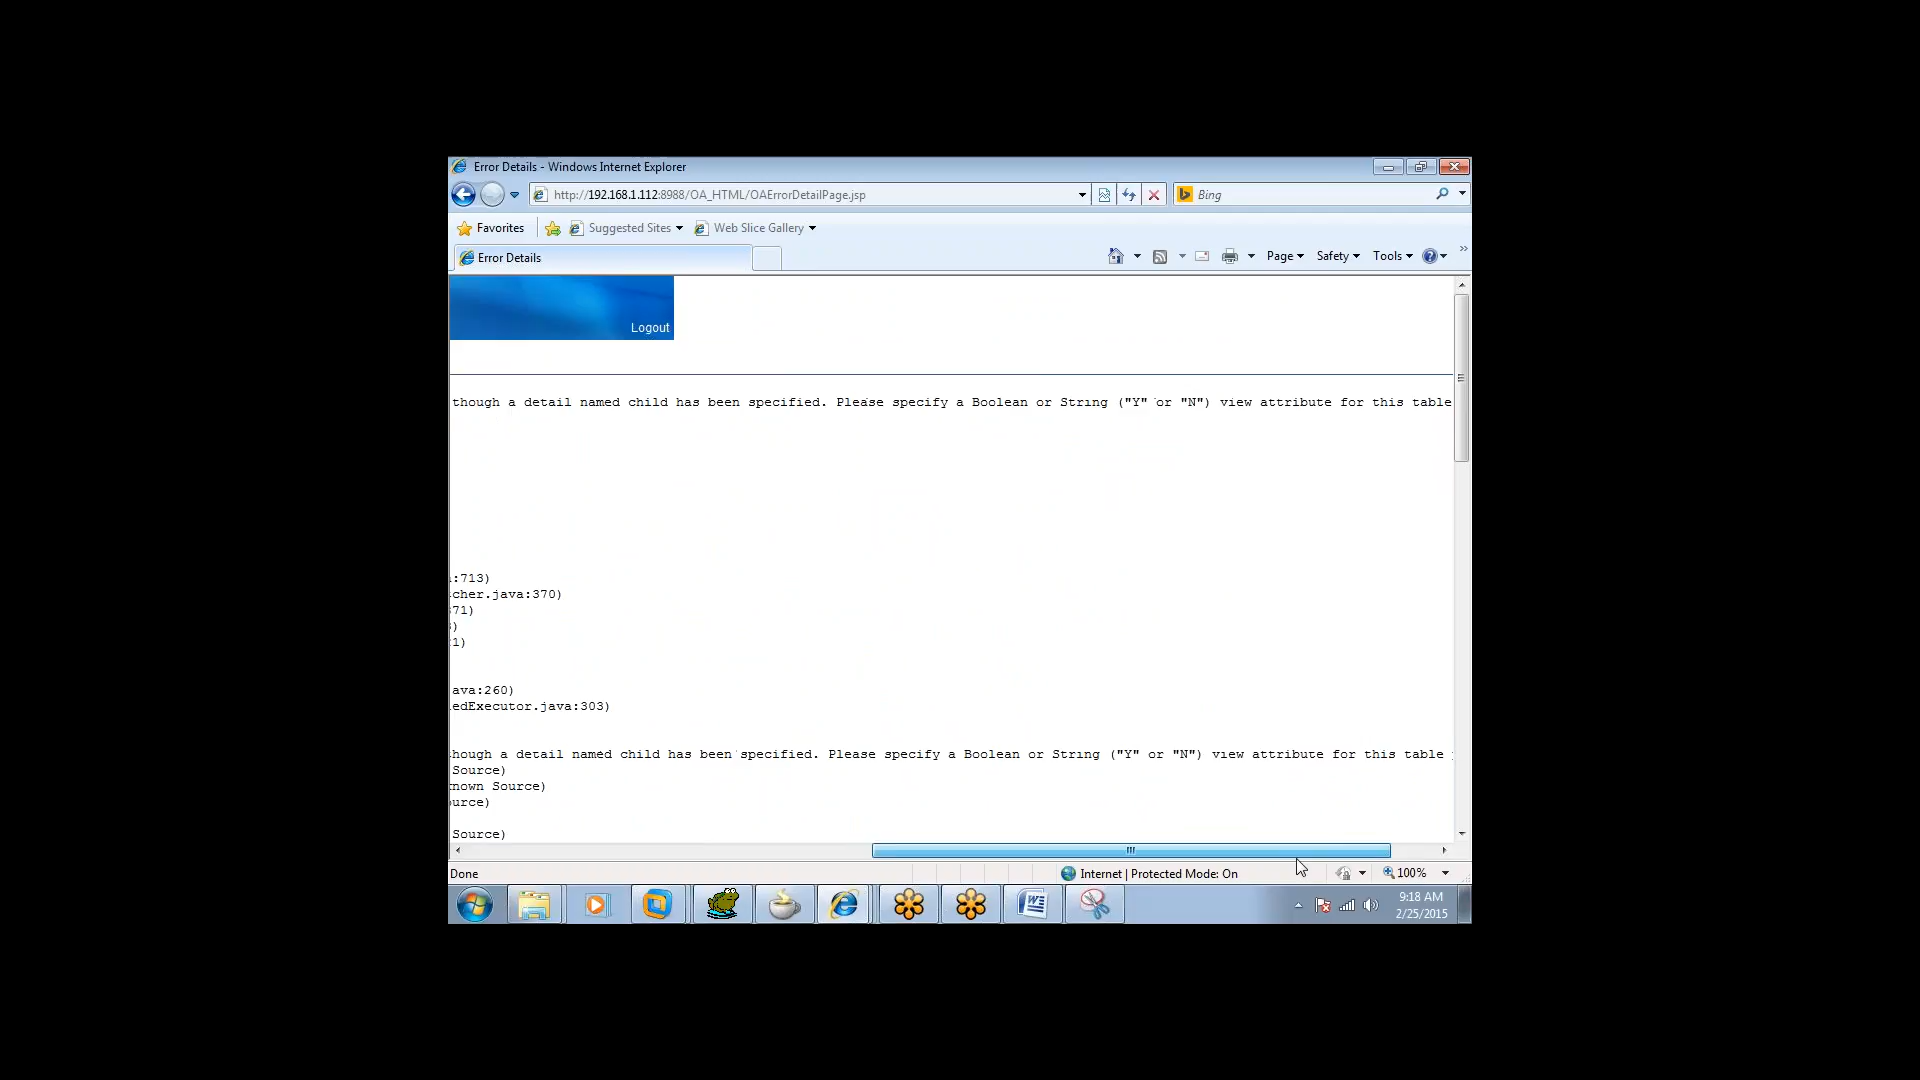 Error Details - Windows Internet Explorer
http://192.168.1.112:8988/OA_HTML/OAErrorDetailPage.jsp
Bing
Favorites
Suggested Sites
Web Slice Gallery
Error Details
Page
Safety
Tools
Logout
though a detail named child has been specified. Please specify a Boolean or String ("Y" or "N") view attribute for this table
:713)
cher.java:370)
71)
)
1)
ava:260)
edExecutor.java:303)
hough a detail named child has been specified. Please specify a Boolean or String ("Y" or "N") view attribute for this table
Source)
nown Source)
ource)
Source)
Done
Internet | Protected Mode: On
100%
9:18 AM
2/25/2015